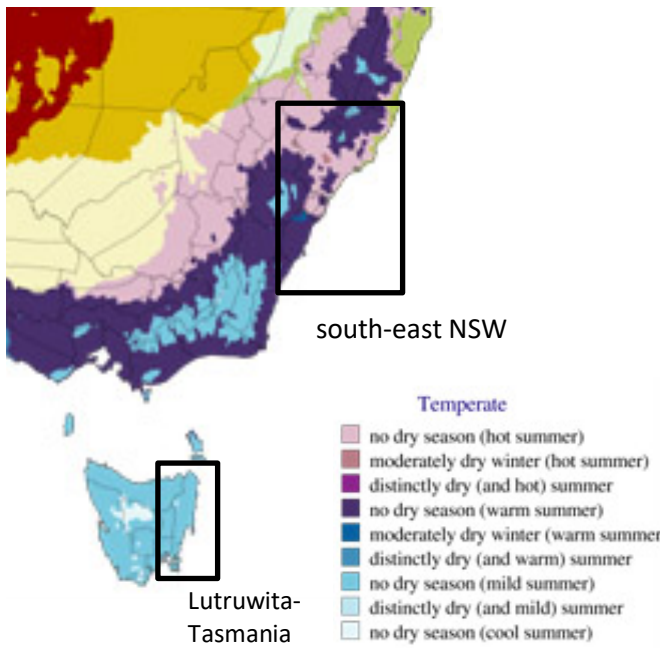 south-east NSW
Temperate
no dry season (hot summer)
moderately dry winter (hot summer)
distinctly dry (and hot) summer
no dry season (warm summer)
moderately dry winter (warm summer
distinctly dry (and warm) summer
no dry season (mild summer)
distinctly dry (and mild) summer
no dry season (cool summer)
Lutruwita-
Tasmania